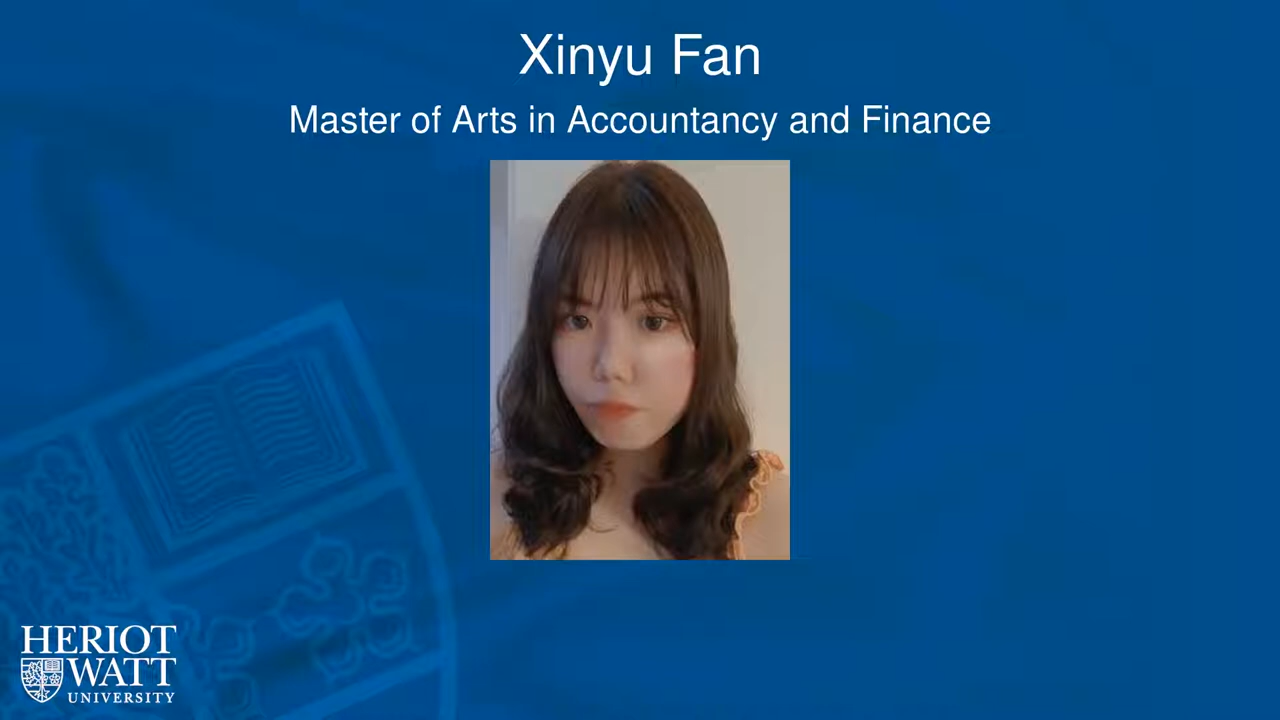 Xinyu Fan
Master of Arts in Accountancy and Finance
HERIOT
WATT
UNIVERSITY